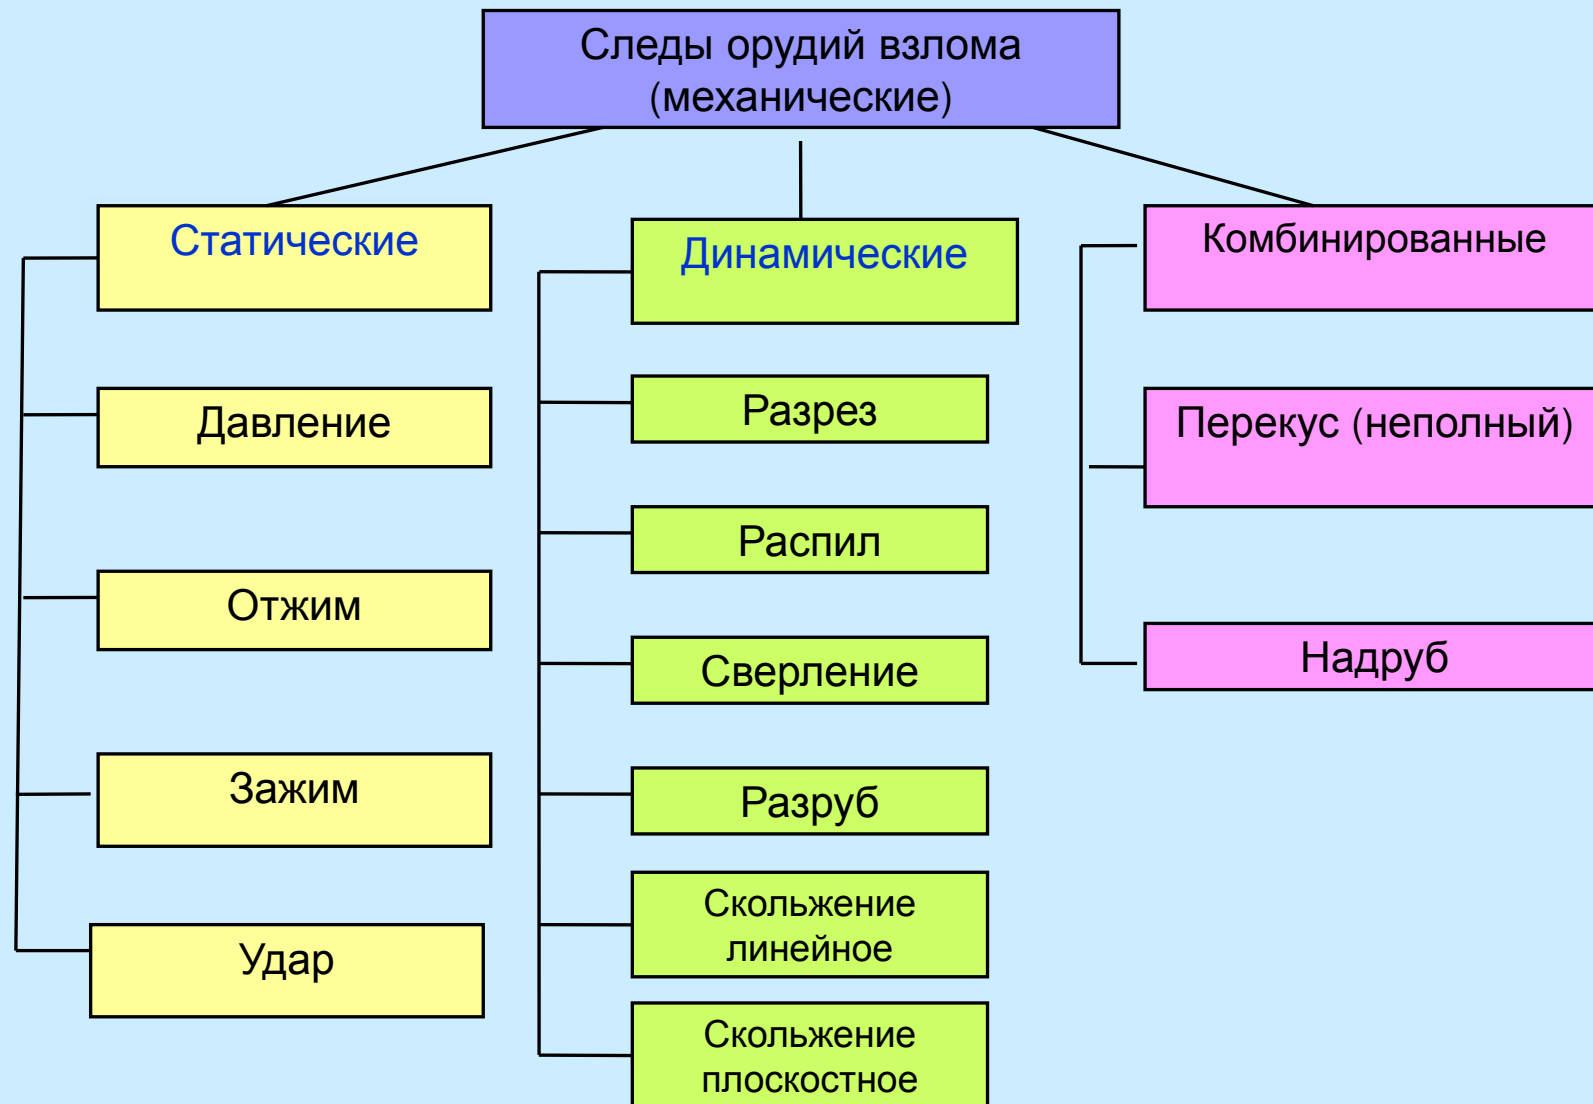 Следы орудий взлома
(механические)
Статические
Давление
Отжим
Зажим
Удар
Динамические
Разрез
Распил
Сверление
Разруб
Скольжение
линейное
Скольжение
плоскостное
Комбинированные
Перекус (неполный)
Надруб